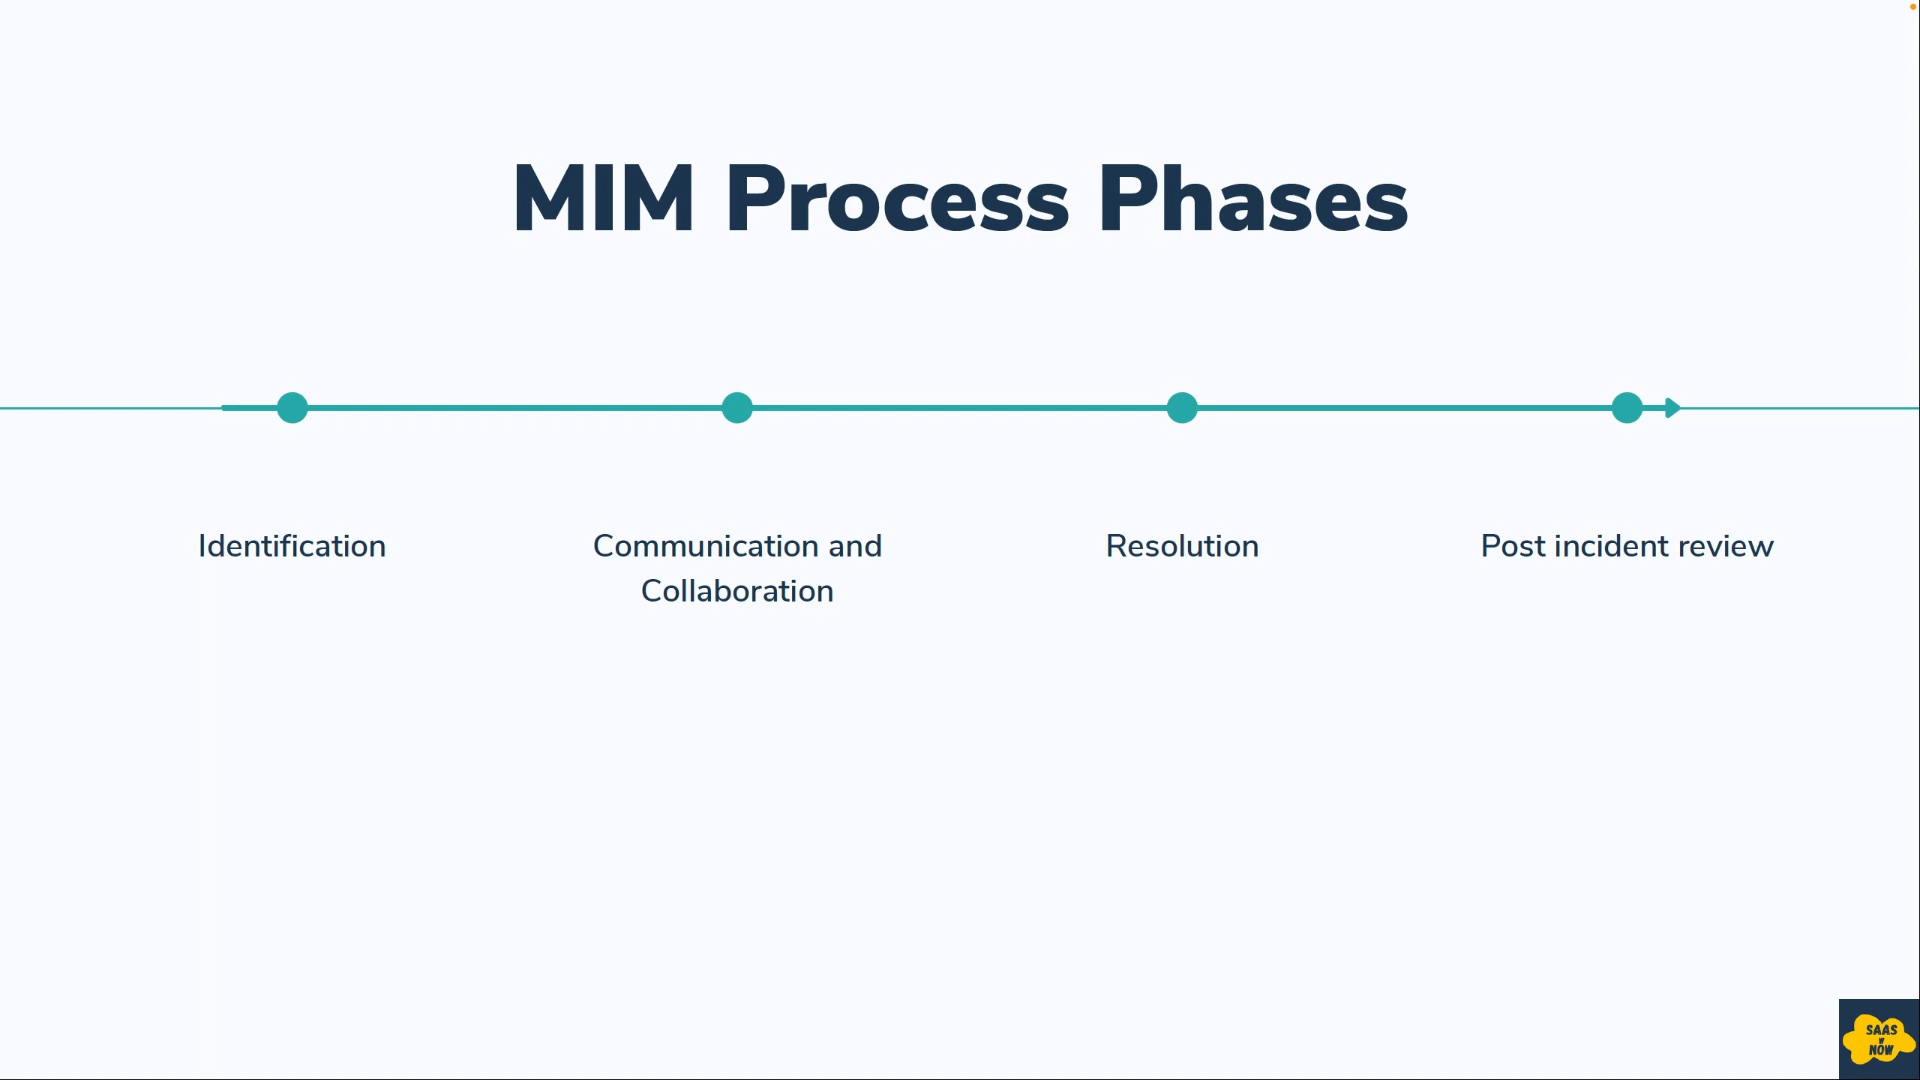 MIM Process Phases
Identification
Communication and
Collaboration
Resolution
Post incident review
SAAS
W
NOW